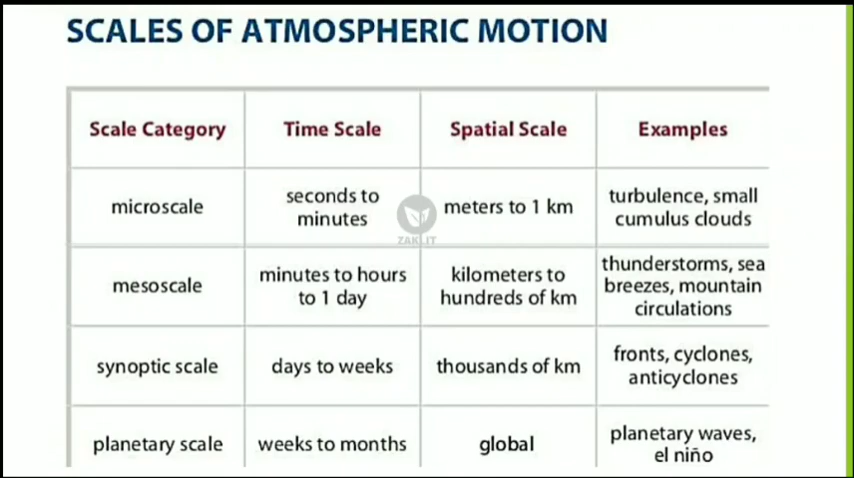 SCALES OF ATMOSPHERIC MOTION
Scale Category Time Scale Spatial Scale Examples
microscale
seconds to
minutes
meters to 1 km
turbulence, small
cumulus clouds
ZAKLIT
mesoscale
minutes to hours
to 1 day
kilometers to
hundreds of km
thunderstorms, sea
breezes, mountain
circulations
synoptic scale
days to weeks
thousands of km
fronts, cyclones,
anticyclones
planetary scale
weeks to months
global
planetary waves,
el niño